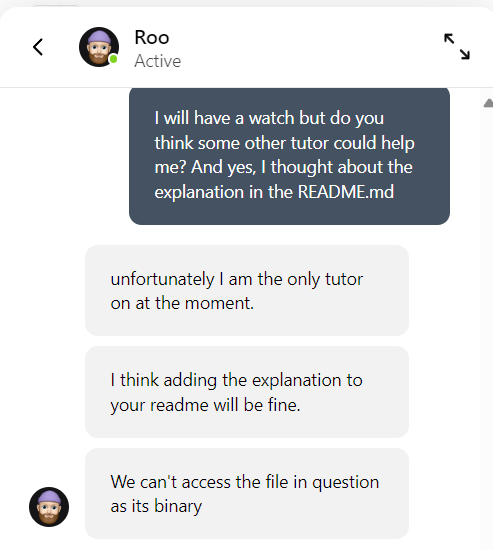 Roo
Active
I will have a watch but do you
think some other tutor could help
me? And yes, I thought about the
explanation in the README.md
unfortunately I am the only tutor
on at the moment.
I think adding the explanation to
your readme will be fine.
We can't access the file in question
as its binary